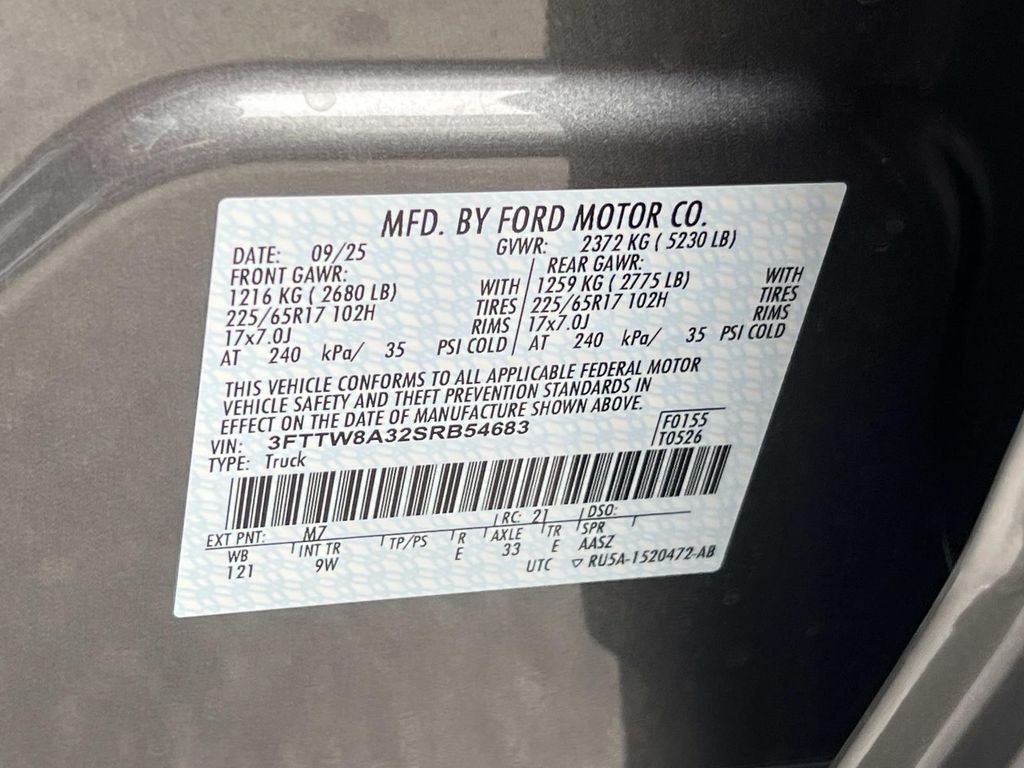 MFD. BY FORD MOTOR CO.
DATE: 09/25 GVWR: 2372 KG ( 5230 LB)
FRONT GAWR: REAR GAWR:
1216 KG ( 2680 LB) WITH 1259 KG ( 2775 LB) WITH
225/65R17 102H TIRES 225/65R17 102H TIRES
17x7.0J RIMS 17x7.0J RIMS
AT 240 kPa/ 35 PSI COLD AT 240 kPa/ 35 PSI COLD
THIS VEHICLE CONFORMS TO ALL APPLICABLE FEDERAL MOTOR
VEHICLE SAFETY AND THEFT PREVENTION STANDARDS IN
EFFECT ON THE DATE OF MANUFACTURE SHOWN ABOVE.
VIN: 3FTTW8A32SRB54683 F0155
TYPE: Truck T0526
EXT PNT: M7 RC: 21 DSO:
WB INT TR TP/PS R AXLE TR SPR
121 9W E 33 E AASZ
UTC ▽ RU5A-1520472-AB